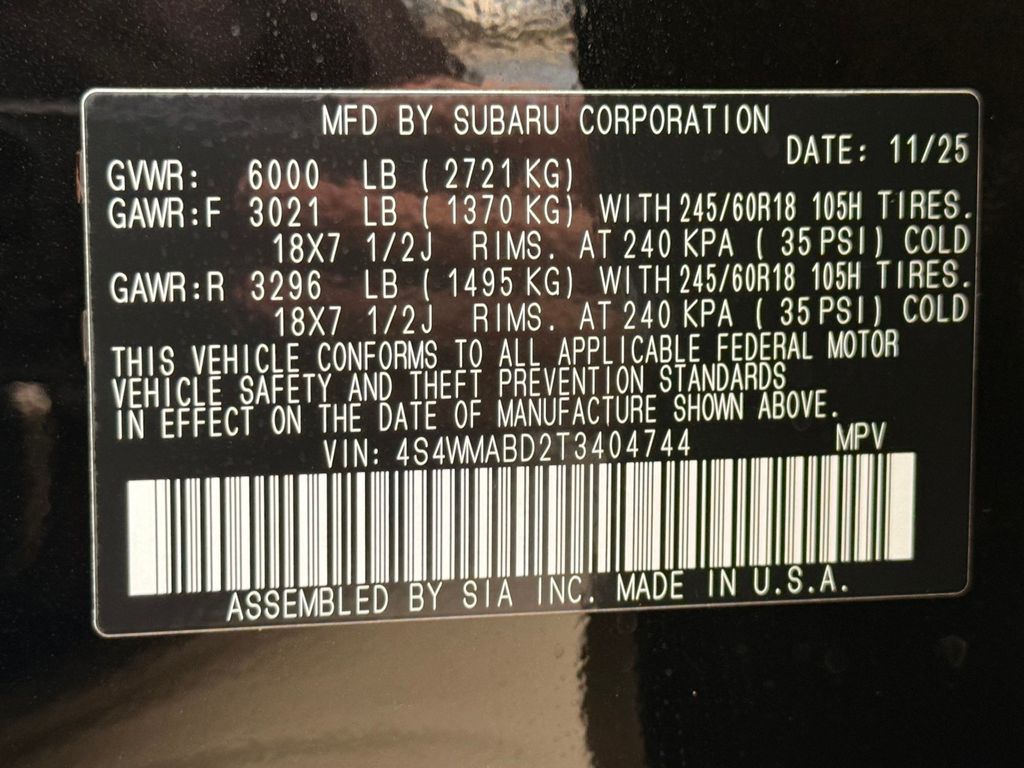 MFD BY SUBARU CORPORATION
DATE: 11/25
GVWR: 6000 LB ( 2721 KG)
GAWR:F 3021 LB ( 1370 KG) WITH 245/60R18 105H TIRES.
18X7 1/2J RIMS. AT 240 KPA ( 35 PSI) COLD
GAWR:R 3296 LB ( 1495 KG) WITH 245/60R18 105H TIRES.
18X7 1/2J RIMS. AT 240 KPA ( 35 PSI) COLD
THIS VEHICLE CONFORMS TO ALL APPLICABLE FEDERAL MOTOR
VEHICLE SAFETY AND THEFT PREVENTION STANDARDS
IN EFFECT ON THE DATE OF MANUFACTURE SHOWN ABOVE.
VIN: 4S4WMABD2T3404744 MPV
ASSEMBLED BY SIA INC. MADE IN U.S.A.